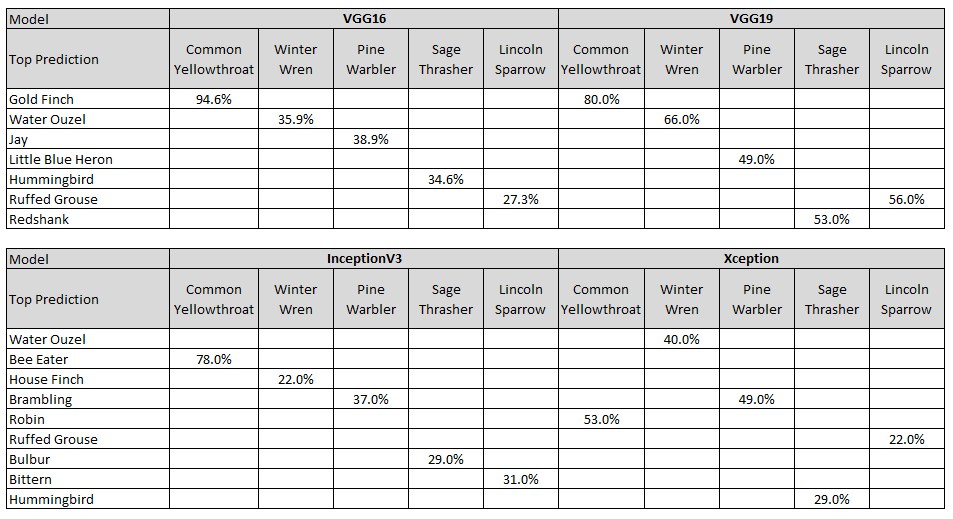 Model VGG16 VGG19
Top Prediction Common Yellowthroat Winter Wren Pine Warbler Sage Thrasher Lincoln Sparrow Common Yellowthroat Winter Wren Pine Warbler Sage Thrasher Lincoln Sparrow
Gold Finch 94.6% 80.0%
Water Ouzel 35.9% 66.0%
Jay 38.9%
Little Blue Heron 49.0%
Hummingbird 34.6%
Ruffed Grouse 27.3% 56.0%
Redshank 53.0%
Model InceptionV3 Xception
Top Prediction Common Yellowthroat Winter Wren Pine Warbler Sage Thrasher Lincoln Sparrow Common Yellowthroat Winter Wren Pine Warbler Sage Thrasher Lincoln Sparrow
Water Ouzel 40.0%
Bee Eater 78.0%
House Finch 22.0%
Brambling 37.0% 49.0%
Robin 53.0%
Ruffed Grouse 22.0%
Bulbur 29.0%
Bittern 31.0%
Hummingbird 29.0%